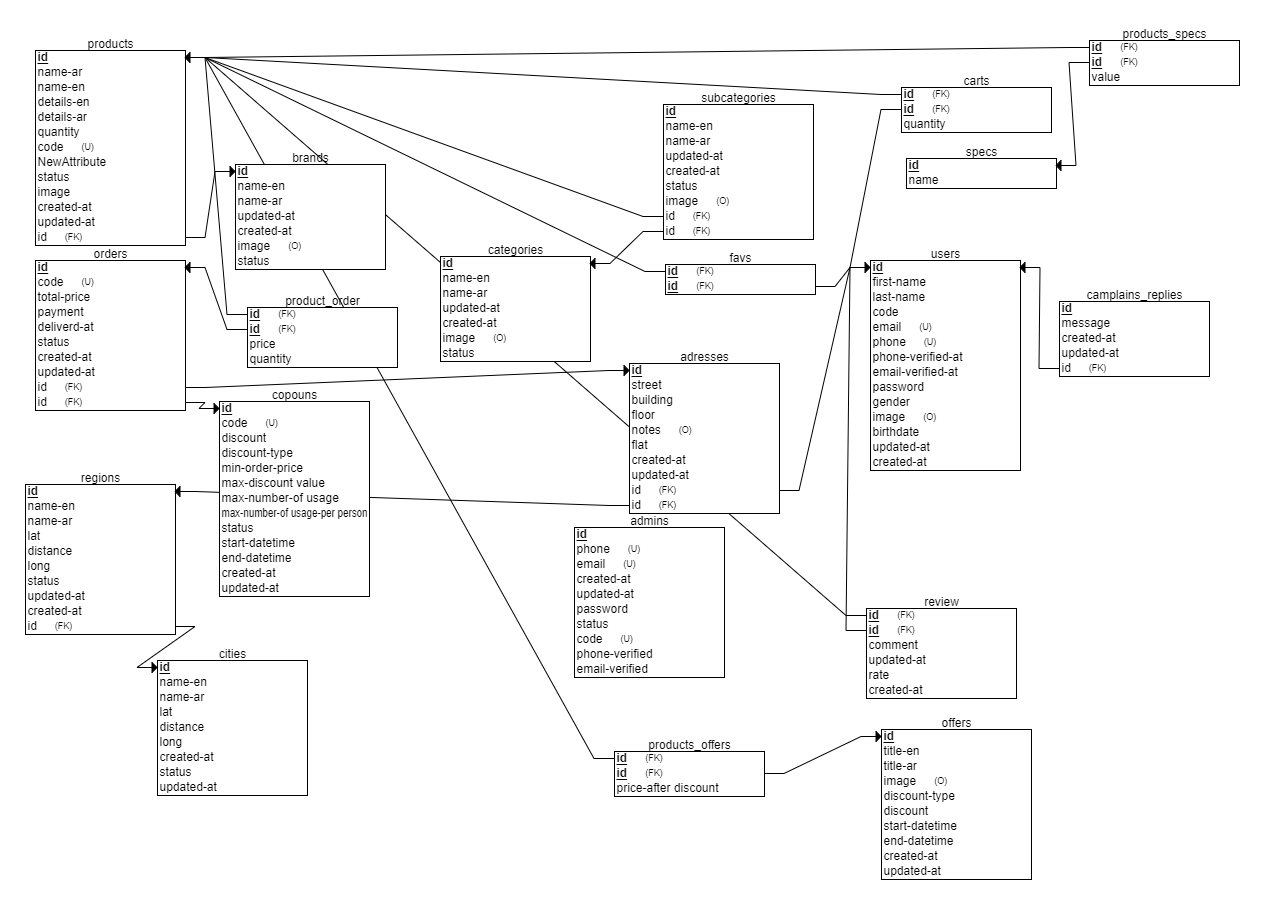 products
id
name-ar
name-en
details-en
details-ar
quantity
code (U)
NewAttribute
status
image
created-at
updated-at
id (FK)
orders
id
code (U)
total-price
payment
deliverd-at
status
created-at
updated-at
id (FK)
id (FK)
brands
id
name-en
name-ar
updated-at
created-at
image (O)
status
product_order
id (FK)
id (FK)
price
quantity
copouns
id
code (U)
discount
discount-type
min-order-price
max-discount value
max-number-of usage
max-number-of usage-per person
status
start-datetime
end-datetime
created-at
updated-at
regions
id
name-en
name-ar
lat
distance
long
status
updated-at
created-at
id (FK)
cities
id
name-en
name-ar
lat
distance
long
created-at
status
updated-at
categories
id
name-en
name-ar
updated-at
created-at
image (O)
status
subcategories
id
name-en
name-ar
updated-at
created-at
status
image (O)
id (FK)
id (FK)
favs
id (FK)
id (FK)
adresses
id
street
building
floor
notes (O)
flat
created-at
updated-at
id (FK)
id (FK)
admins
id
phone (U)
email (U)
created-at
updated-at
password
status
code (U)
phone-verified
email-verified
products_offers
id (FK)
id (FK)
price-after discount
products_specs
id (FK)
id (FK)
value
carts
id (FK)
id (FK)
quantity
specs
id
name
users
id
first-name
last-name
code
email (U)
phone (U)
phone-verified-at
email-verified-at
password
gender
image (O)
birthdate
updated-at
created-at
camplains_replies
id
message
created-at
updated-at
id (FK)
review
id (FK)
id (FK)
comment
updated-at
rate
created-at
offers
id
title-en
title-ar
image (O)
discount-type
discount
start-datetime
end-datetime
created-at
updated-at